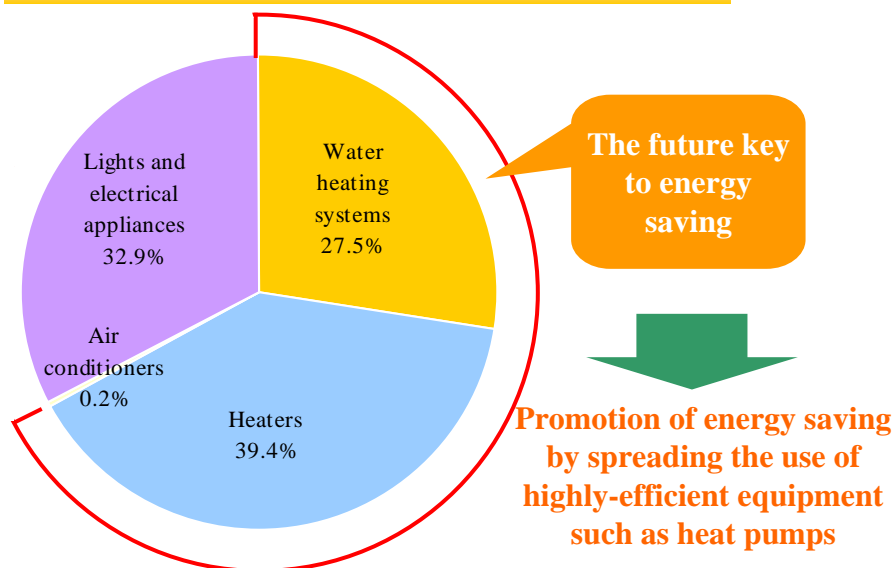 Water
heating
systems
27.5%
Heaters
39.4%
Air
conditioners
0.2%
Lights and
electrical
appliances
32.9%
The future key
to energy
saving
Promotion of energy saving
by spreading the use of
highly-efficient equipment
such as heat pumps